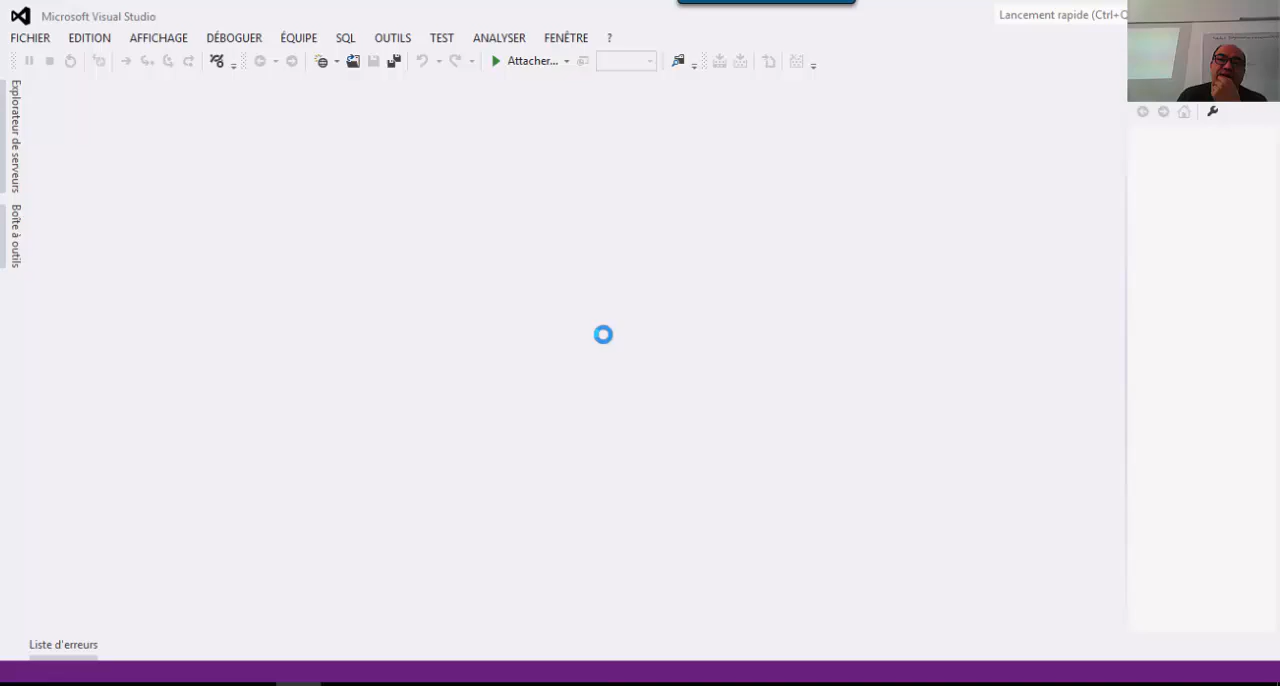 Microsoft Visual Studio
Lancement rapide (Ctrl+Q
FICHIER EDITION AFFICHAGE DÉBOGUER ÉQUIPE SQL OUTILS TEST ANALYSER FENÊTRE ?
Attacher...
Explorateur de serveurs
Boîte à outils
Liste d'erreurs